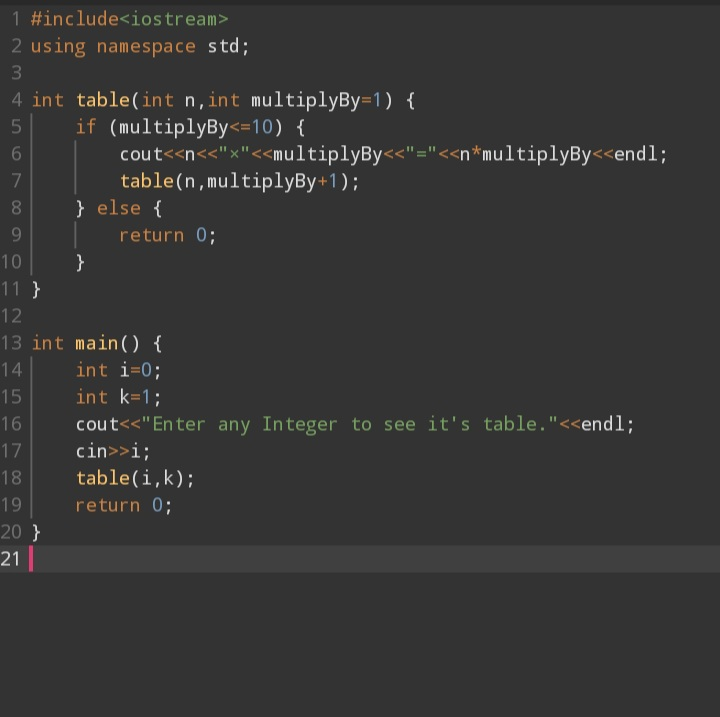 1 #include<iostream>
2 using namespace std;
3
4 int table(int n,int multiplyBy=1) {
5     if (multiplyBy<=10) {
6         cout<<n<<"×"<<multiplyBy<<"="<<n*multiplyBy<<endl;
7         table(n,multiplyBy+1);
8     } else {
9         return 0;
10     }
11 }
12
13 int main() {
14     int i=0;
15     int k=1;
16     cout<<"Enter any Integer to see it's table."<<endl;
17     cin>>i;
18     table(i,k);
19     return 0;
20 }
21